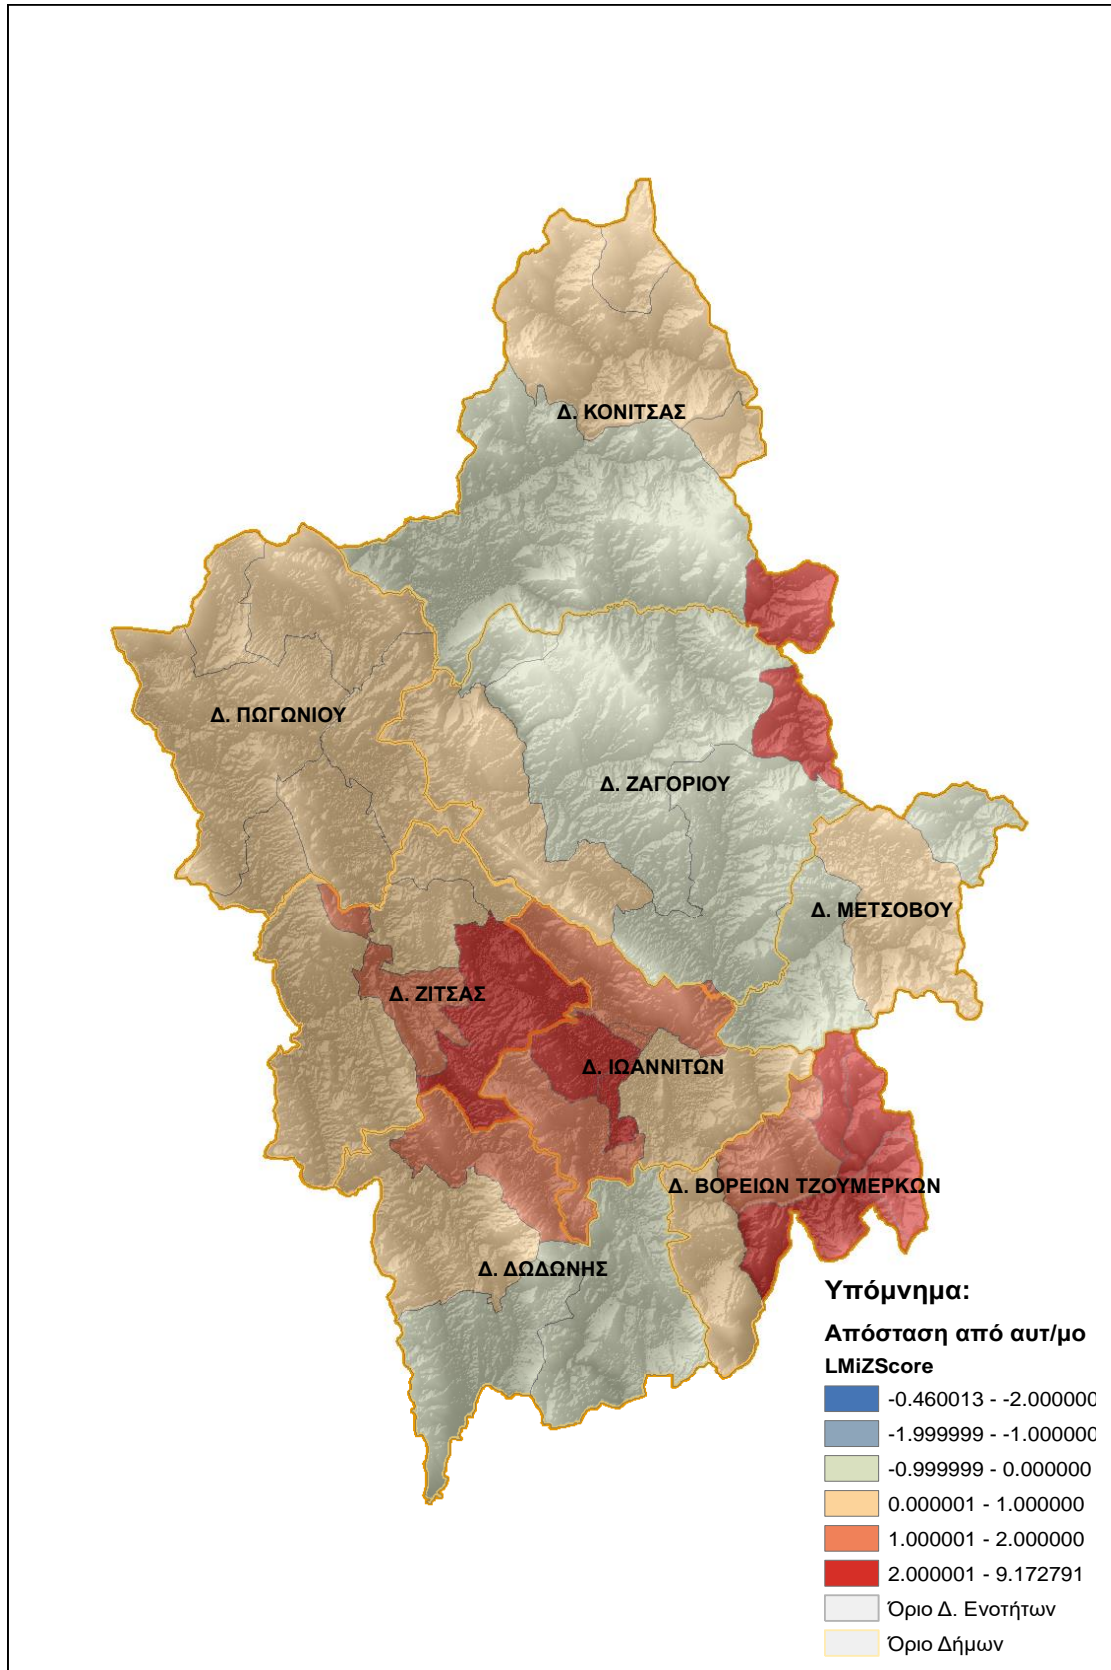 Δ. ΚΟΝΙΤΣΑΣ
Δ. ΠΩΓΩΝΙΟΥ
Δ. ΖΑΓΟΡΙΟΥ
Δ. ΜΕΤΣΟΒΟΥ
Δ. ΖΙΤΣΑΣ
Δ. ΙΩΑΝΝΙΤΩΝ
Δ. ΒΟΡΕΙΩΝ ΤΖΟΥΜΕΡΚΩΝ
Δ. ΔΩΔΩΝΗΣ
Υπόμνημα:
Απόσταση από αυτ/μο
LMiZScore
-0.460013 - -2.000000
-1.999999 - -1.000000
-0.999999 - 0.000000
0.000001 - 1.000000
1.000001 - 2.000000
2.000001 - 9.172791
Όριο Δ. Ενοτήτων
Όριο Δήμων